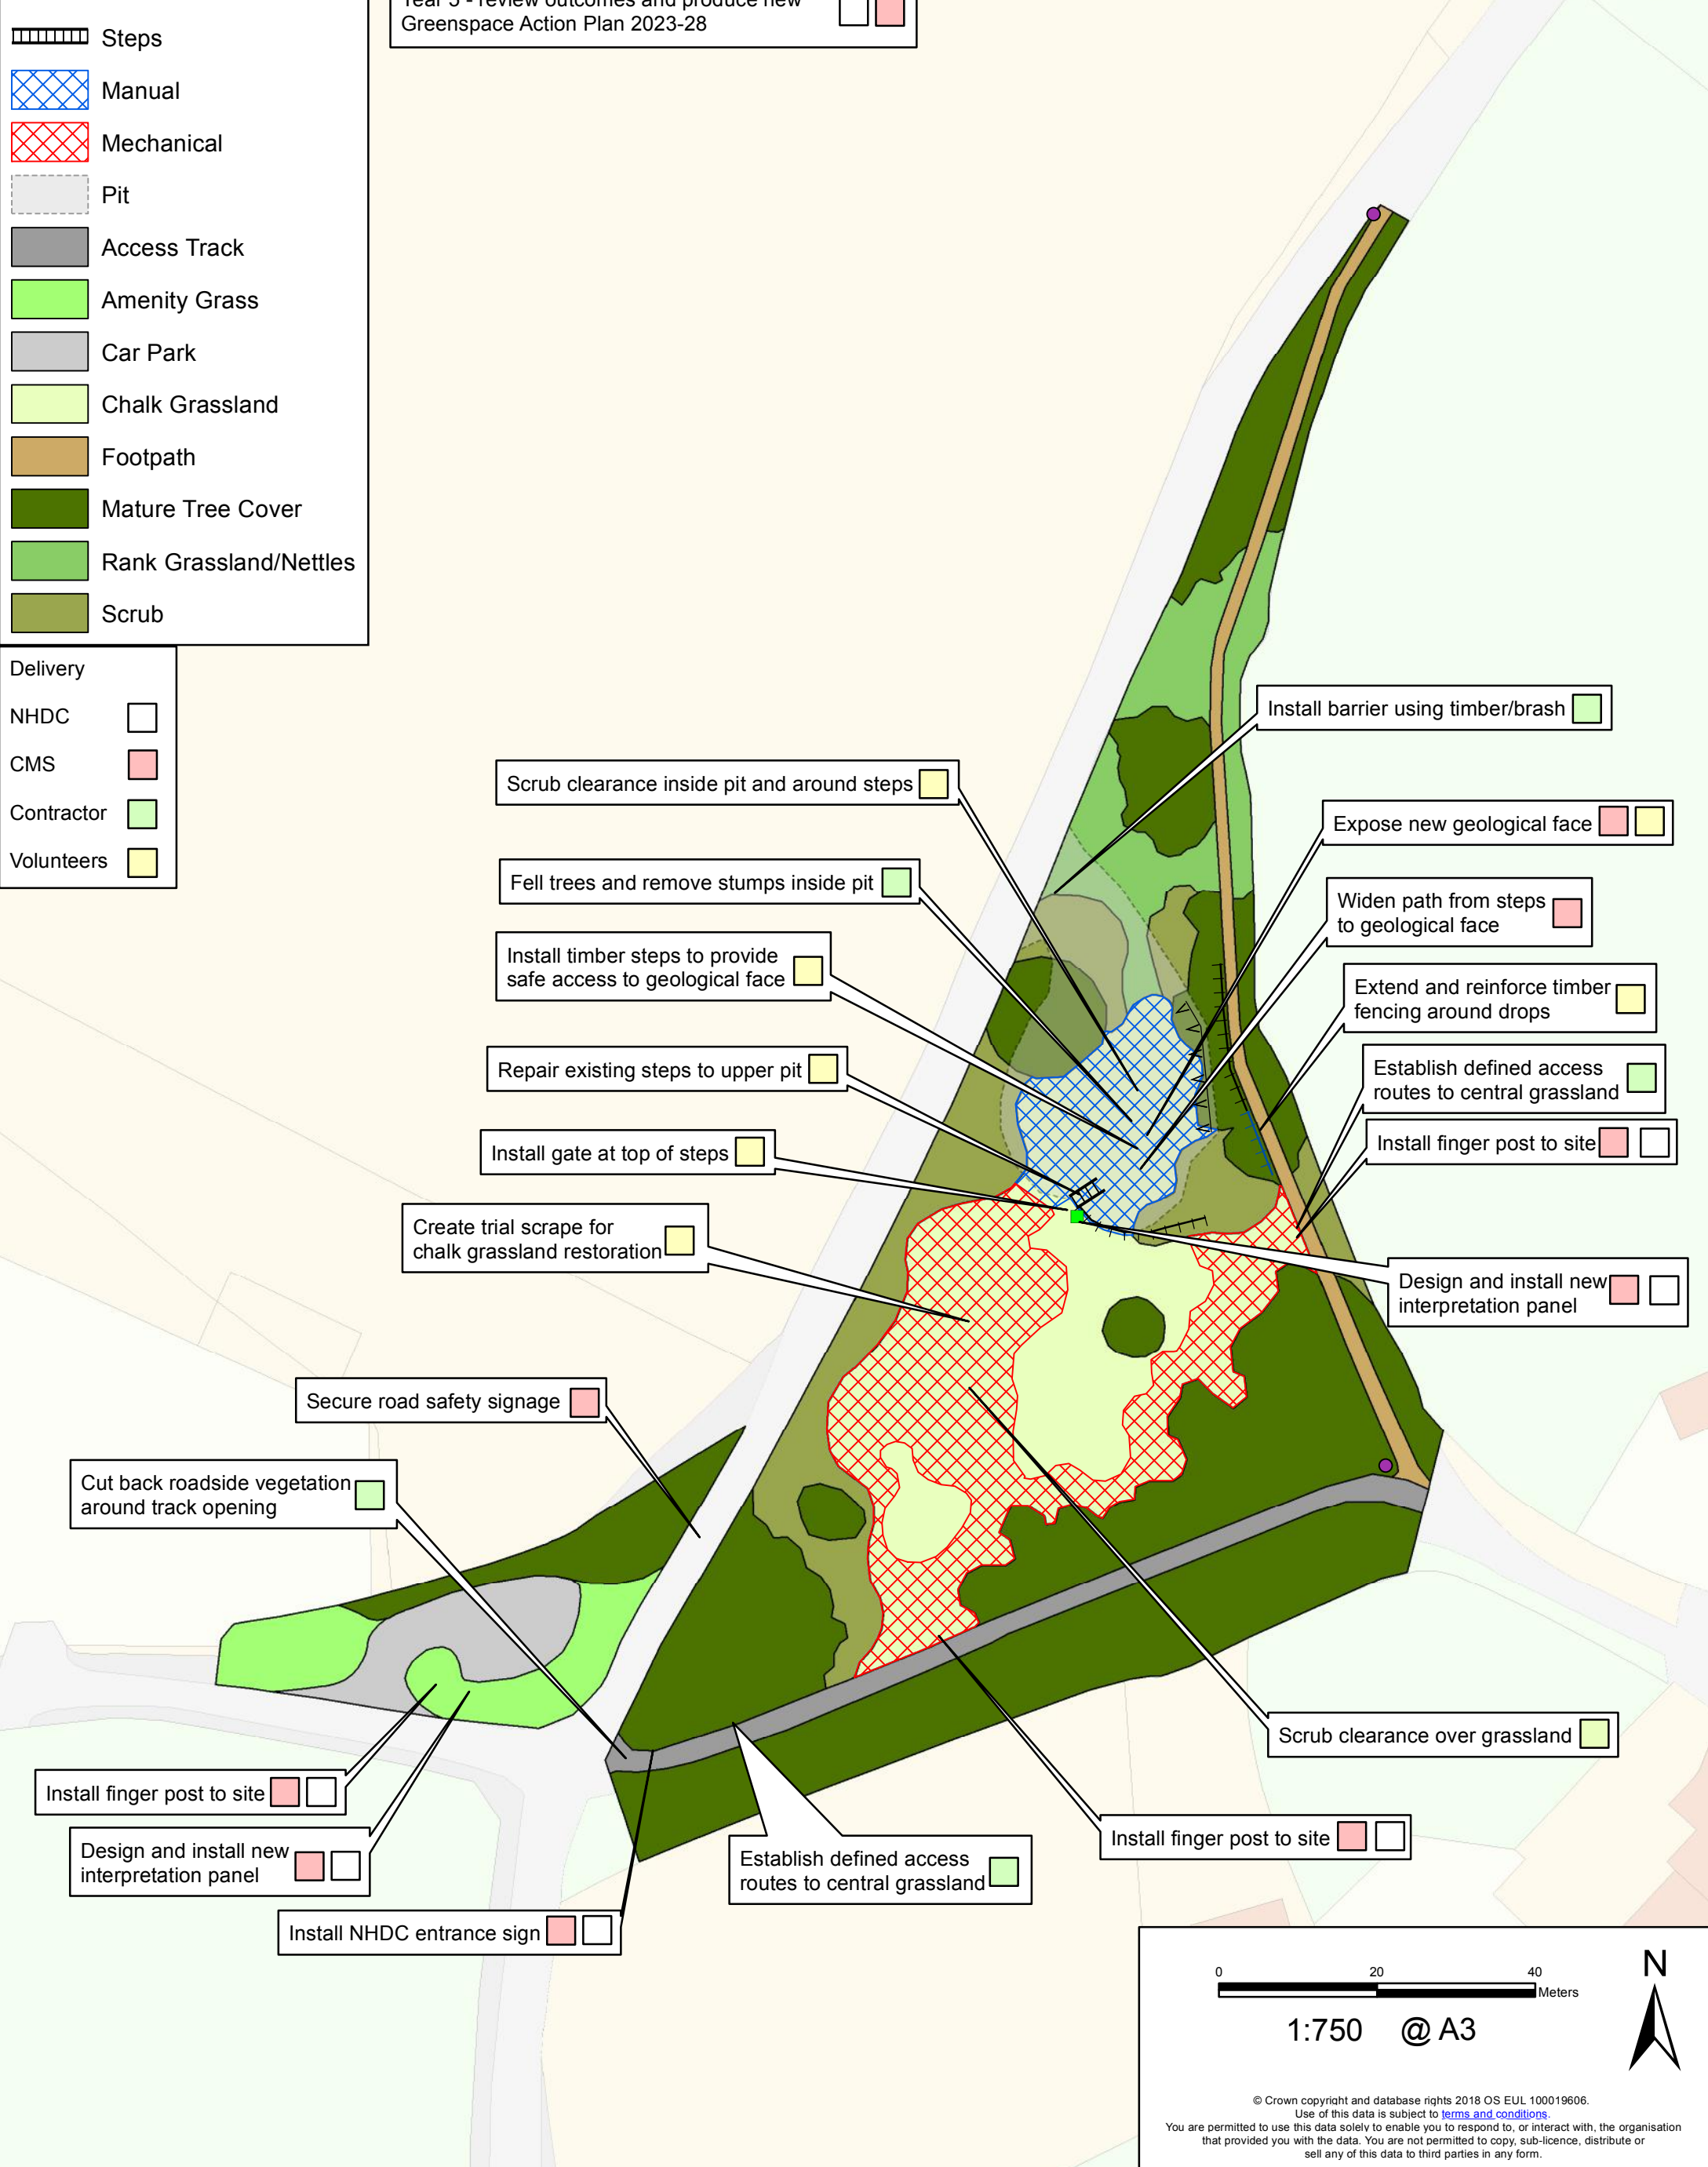 Year 5 - review outcomes and produce new
Greenspace Action Plan 2023-28
Steps
Manual
Mechanical
Pit
Access Track
Amenity Grass
Car Park
Chalk Grassland
Footpath
Mature Tree Cover
Rank Grassland/Nettles
Scrub
Delivery
NHDC
CMS
Contractor
Volunteers
Install barrier using timber/brash
Scrub clearance inside pit and around steps
Expose new geological face
Fell trees and remove stumps inside pit
Widen path from steps
to geological face
Install timber steps to provide
safe access to geological face
Extend and reinforce timber
fencing around drops
Repair existing steps to upper pit
Establish defined access
routes to central grassland
Install gate at top of steps
Install finger post to site
Create trial scrape for
chalk grassland restoration
Design and install new
interpretation panel
Secure road safety signage
Cut back roadside vegetation
around track opening
Scrub clearance over grassland
Install finger post to site
Design and install new
interpretation panel
Establish defined access
routes to central grassland
Install finger post to site
Install NHDC entrance sign
0 20 40
Meters
1:750 @ A3
N
© Crown copyright and database rights 2018 OS EUL 100019606.
Use of this data is subject to terms and conditions.
You are permitted to use this data solely to enable you to respond to, or interact with, the organisation
that provided you with the data. You are not permitted to copy, sub-licence, distribute or
sell any of this data to third parties in any form.